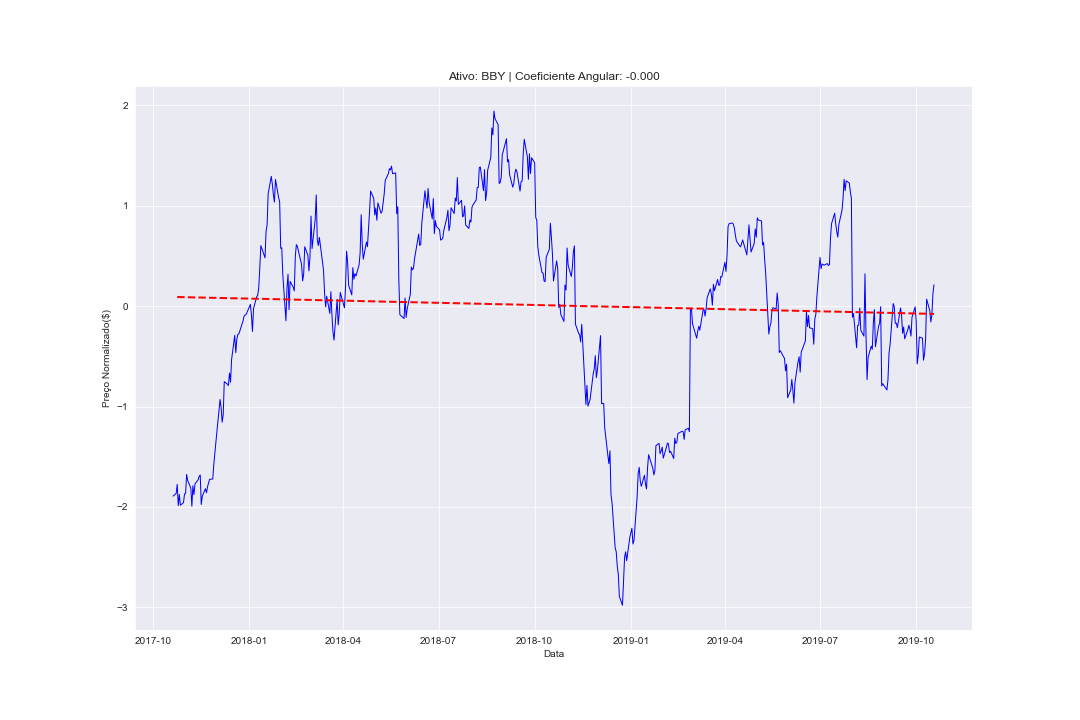 Ativo: BBY | Coeficiente Angular: -0.000
Preço Normalizado($)
2
1
0
−1
−2
−3
2017-10 2018-01 2018-04 2018-07 2018-10 2019-01 2019-04 2019-07 2019-10
Data